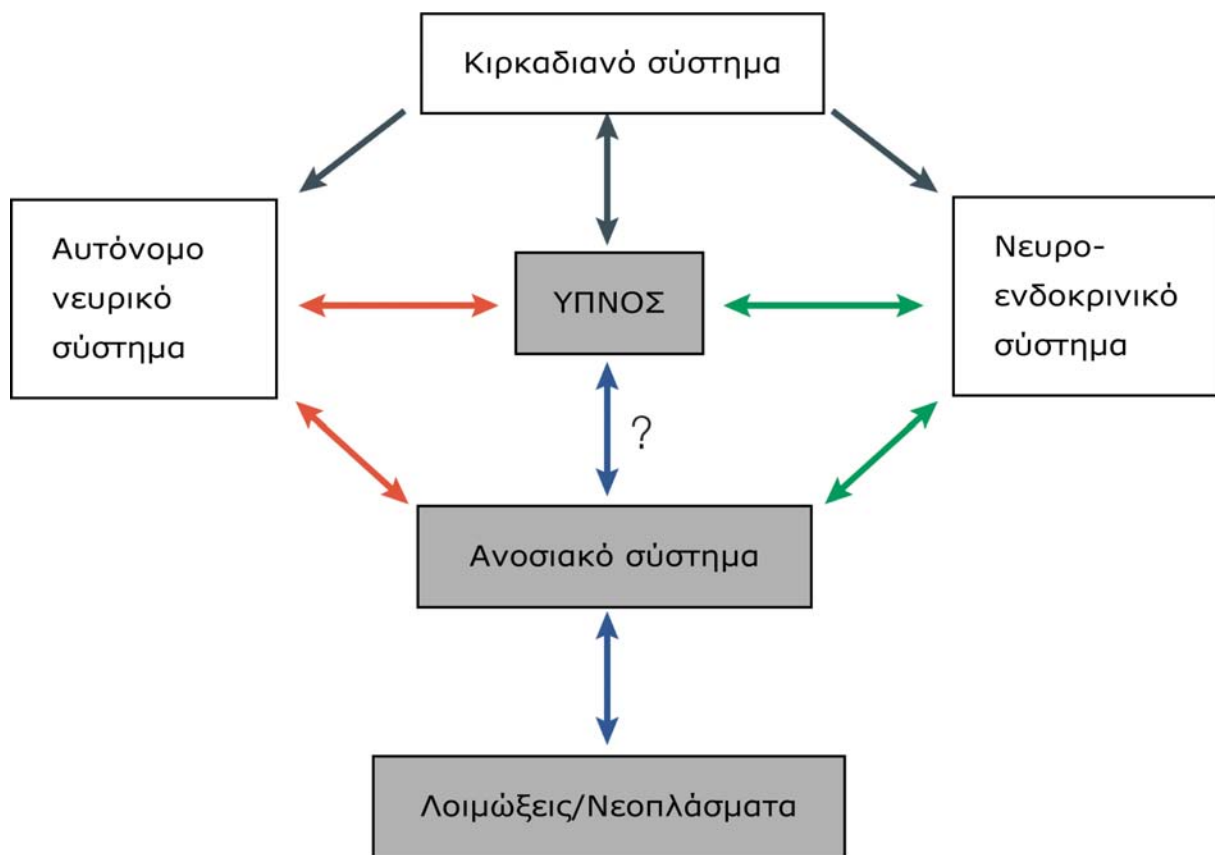 Κιρκαδιανό σύστημα
Αυτόνομο
νευρικό
σύστημα
ΥΠΝΟΣ
Νευρο-
ενδοκρινικό
σύστημα
?
Ανοσιακό σύστημα
Λοιμώξεις/Νεοπλάσματα